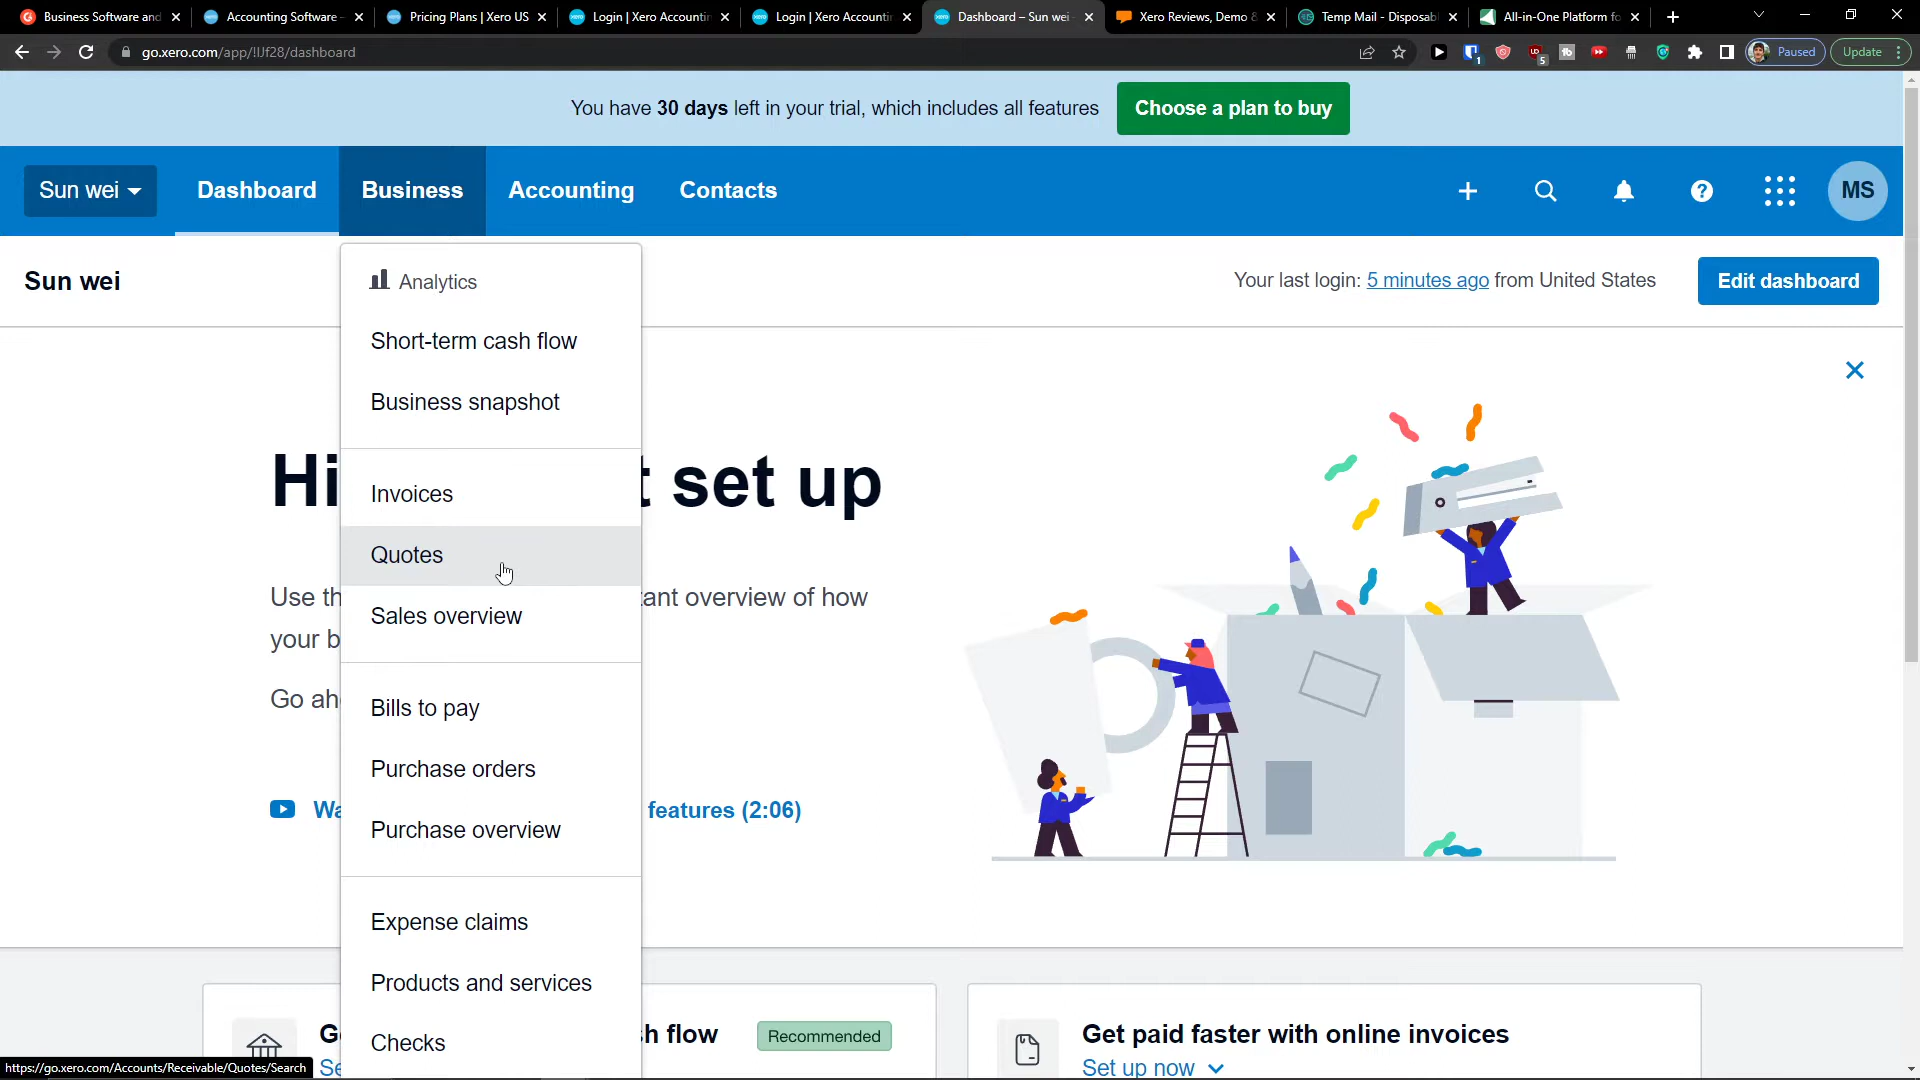 Business Software and
Accounting Software -
Pricing Plans | Xero US
Login | Xero Accountin
Login | Xero Accountin
Dashboard – Sun wei
Xero Reviews, Demo &
Temp Mail - Disposabl
All-in-One Platform fo
go.xero.com/app/!IJf28/dashboard
1
5
Paused
Update
You have 30 days left in your trial, which includes all features
Choose a plan to buy
Sun wei
Dashboard
Business
Accounting
Contacts
MS
Sun wei
Your last login: 5 minutes ago from United States
Edit dashboard
Analytics
Short-term cash flow
Business snapshot
Invoices
Quotes
Sales overview
Bills to pay
Purchase orders
Purchase overview
Expense claims
Products and services
Checks
Hi
set up
Use th
tant overview of how
your b
Go ah
Wa
features (2:06)
G
sh flow
Recommended
Se
Get paid faster with online invoices
Set up now
https://go.xero.com/Accounts/Receivable/Quotes/Search